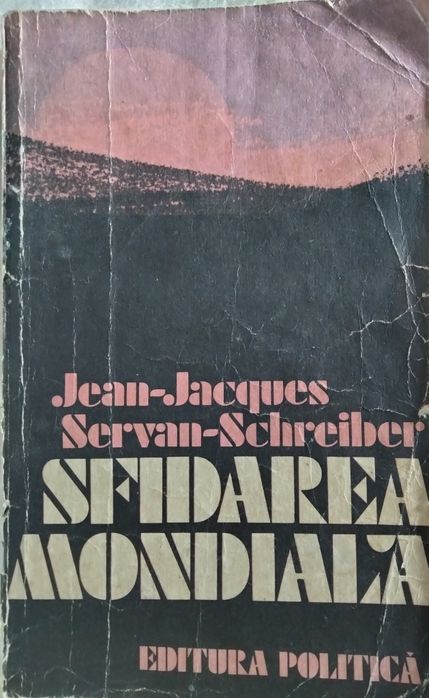 Jean-Jacques
Servan-Schreiber
SFIDAREA
MONDIALĂ
EDITURA POLITICĂ